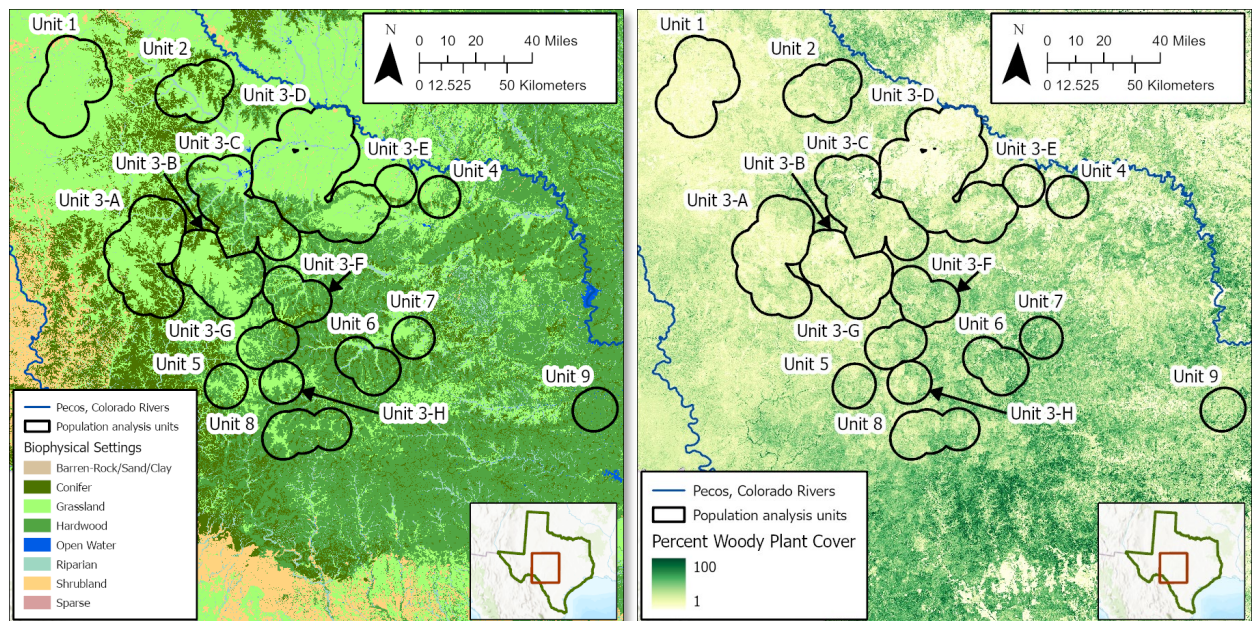 Unit 1
Unit 2
N
0 10 20 40 Miles
0 12.525 50 Kilometers
Unit 3-D
Unit 3-C
Unit 3-B
Unit 3-E
Unit 4
Unit 3-A
Unit 3-F
Unit 7
Unit 3-G
Unit 6
Unit 5
Unit 9
Unit 8
Unit 3-H
Pecos, Colorado Rivers
Population analysis units
Biophysical Settings
Barren-Rock/Sand/Clay
Conifer
Grassland
Hardwood
Open Water
Riparian
Shrubland
Sparse
Unit 1
Unit 2
N
0 10 20 40 Miles
0 12.525 50 Kilometers
Unit 3-D
Unit 3-C
Unit 3-B
Unit 3-E
Unit 4
Unit 3-A
Unit 3-F
Unit 7
Unit 3-G
Unit 6
Unit 5
Unit 9
Unit 8
Unit 3-H
Pecos, Colorado Rivers
Population analysis units
Percent Woody Plant Cover
100
1